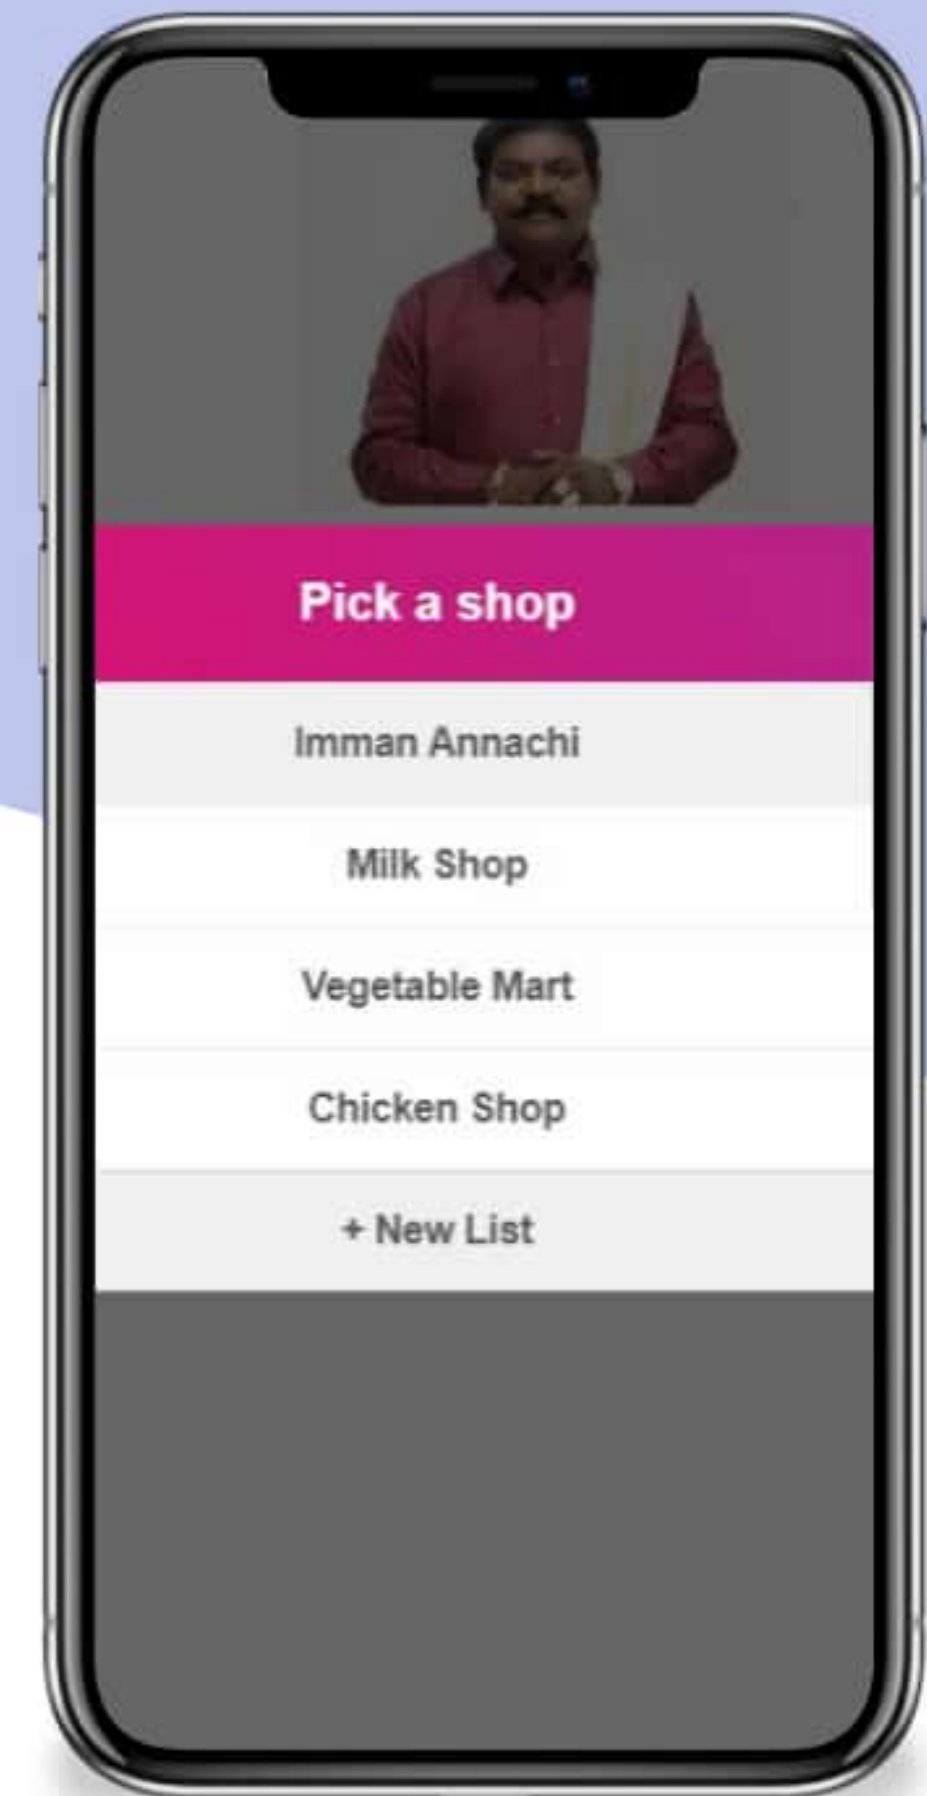 Pick a shop
Imman Annachi
Milk Shop
Vegetable Mart
Chicken Shop
+ New List